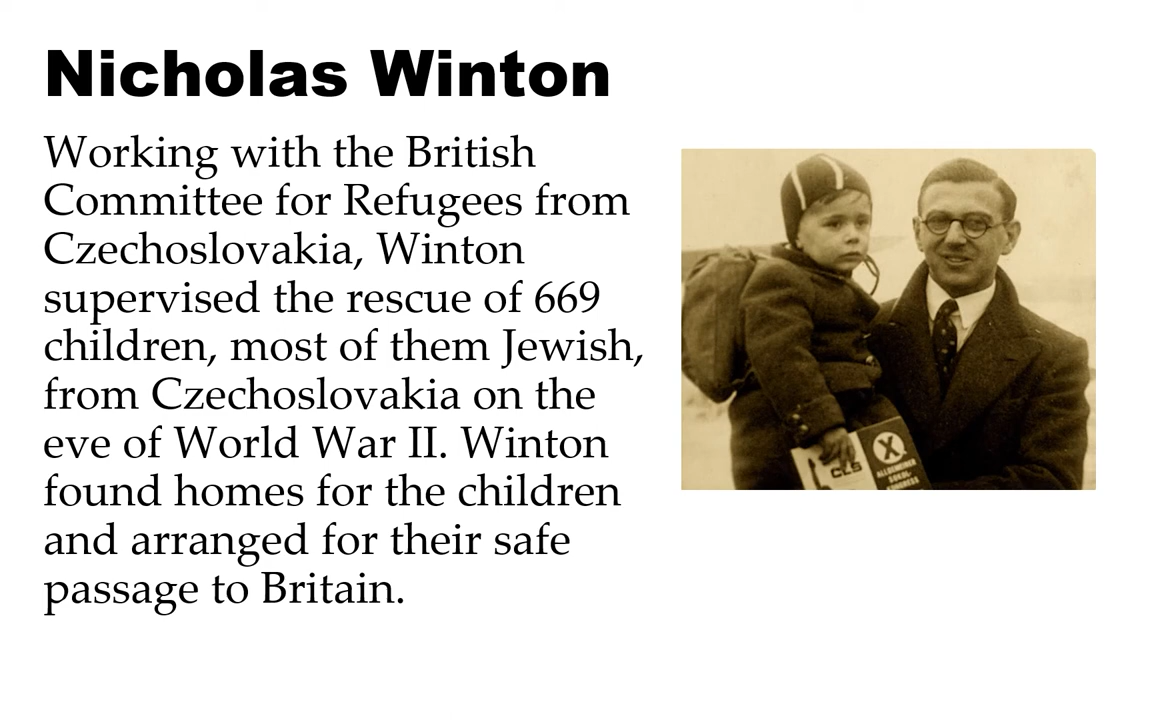 Nicholas Winton
Working with the British
Committee for Refugees from
Czechoslovakia, Winton
supervised the rescue of 669
children, most of them Jewish,
from Czechoslovakia on the
eve of World War II. Winton
found homes for the children
and arranged for their safe
passage to Britain.
CLS
X
ALLGEMEINER